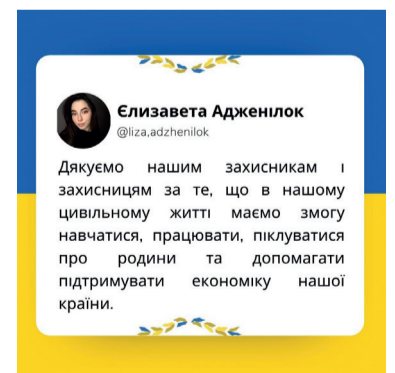 Єлизавета Адженілок
@liza,adzhenilok
Дякуємо нашим захисникам і
захисницям за те, що в нашому
цивільному житті маємо змогу
навчатися, працювати, піклуватися
про родини та допомагати
підтримувати економіку нашої
країни.